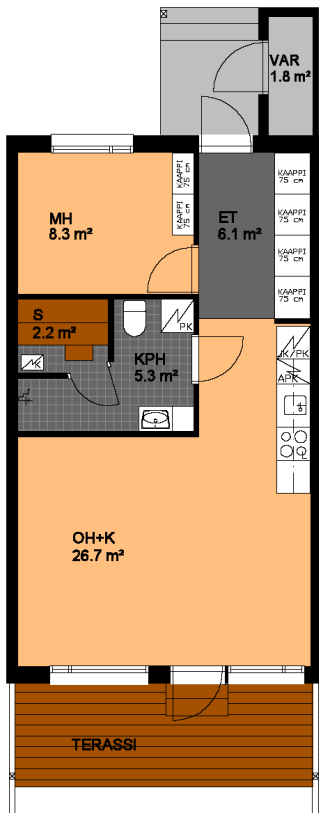 VAR
1.8 m²
KAAPPI
75 cm
KAAPPI
75 cm
MH
8.3 m²
ET
6.1 m²
KAAPPI
75 cm
KAAPPI
75 cm
KAAPPI
75 cm
KAAPPI
75 cm
S
2.2 m²
K
PK
KPH
5.3 m²
JK/PK
APK
OH+K
26.7 m²
TERASSI